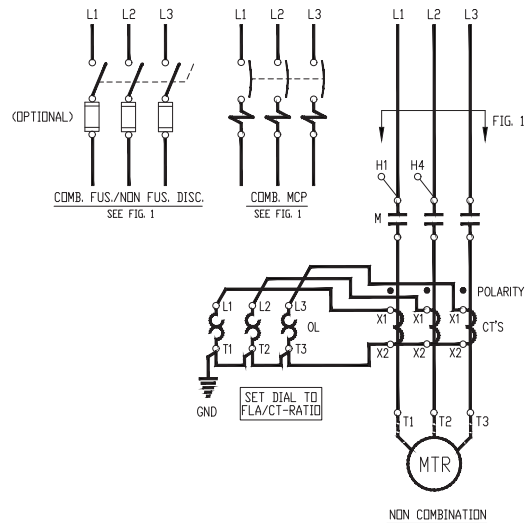 L1 L2 L3
(OPTIONAL)
COMB. FUS./NON FUS. DISC.
SEE FIG. 1
L1 L2 L3
COMB. MCP
SEE FIG. 1
L1 L2 L3
FIG. 1
H1 H4
M
POLARITY
L1 L2 L3
X1 X1 X1
OL
CT'S
T1 T2 T3
X2 X2 X2
GND
SET DIAL TO
FLA/CT-RATIO
T1 T2 T3
MTR
NON COMBINATION